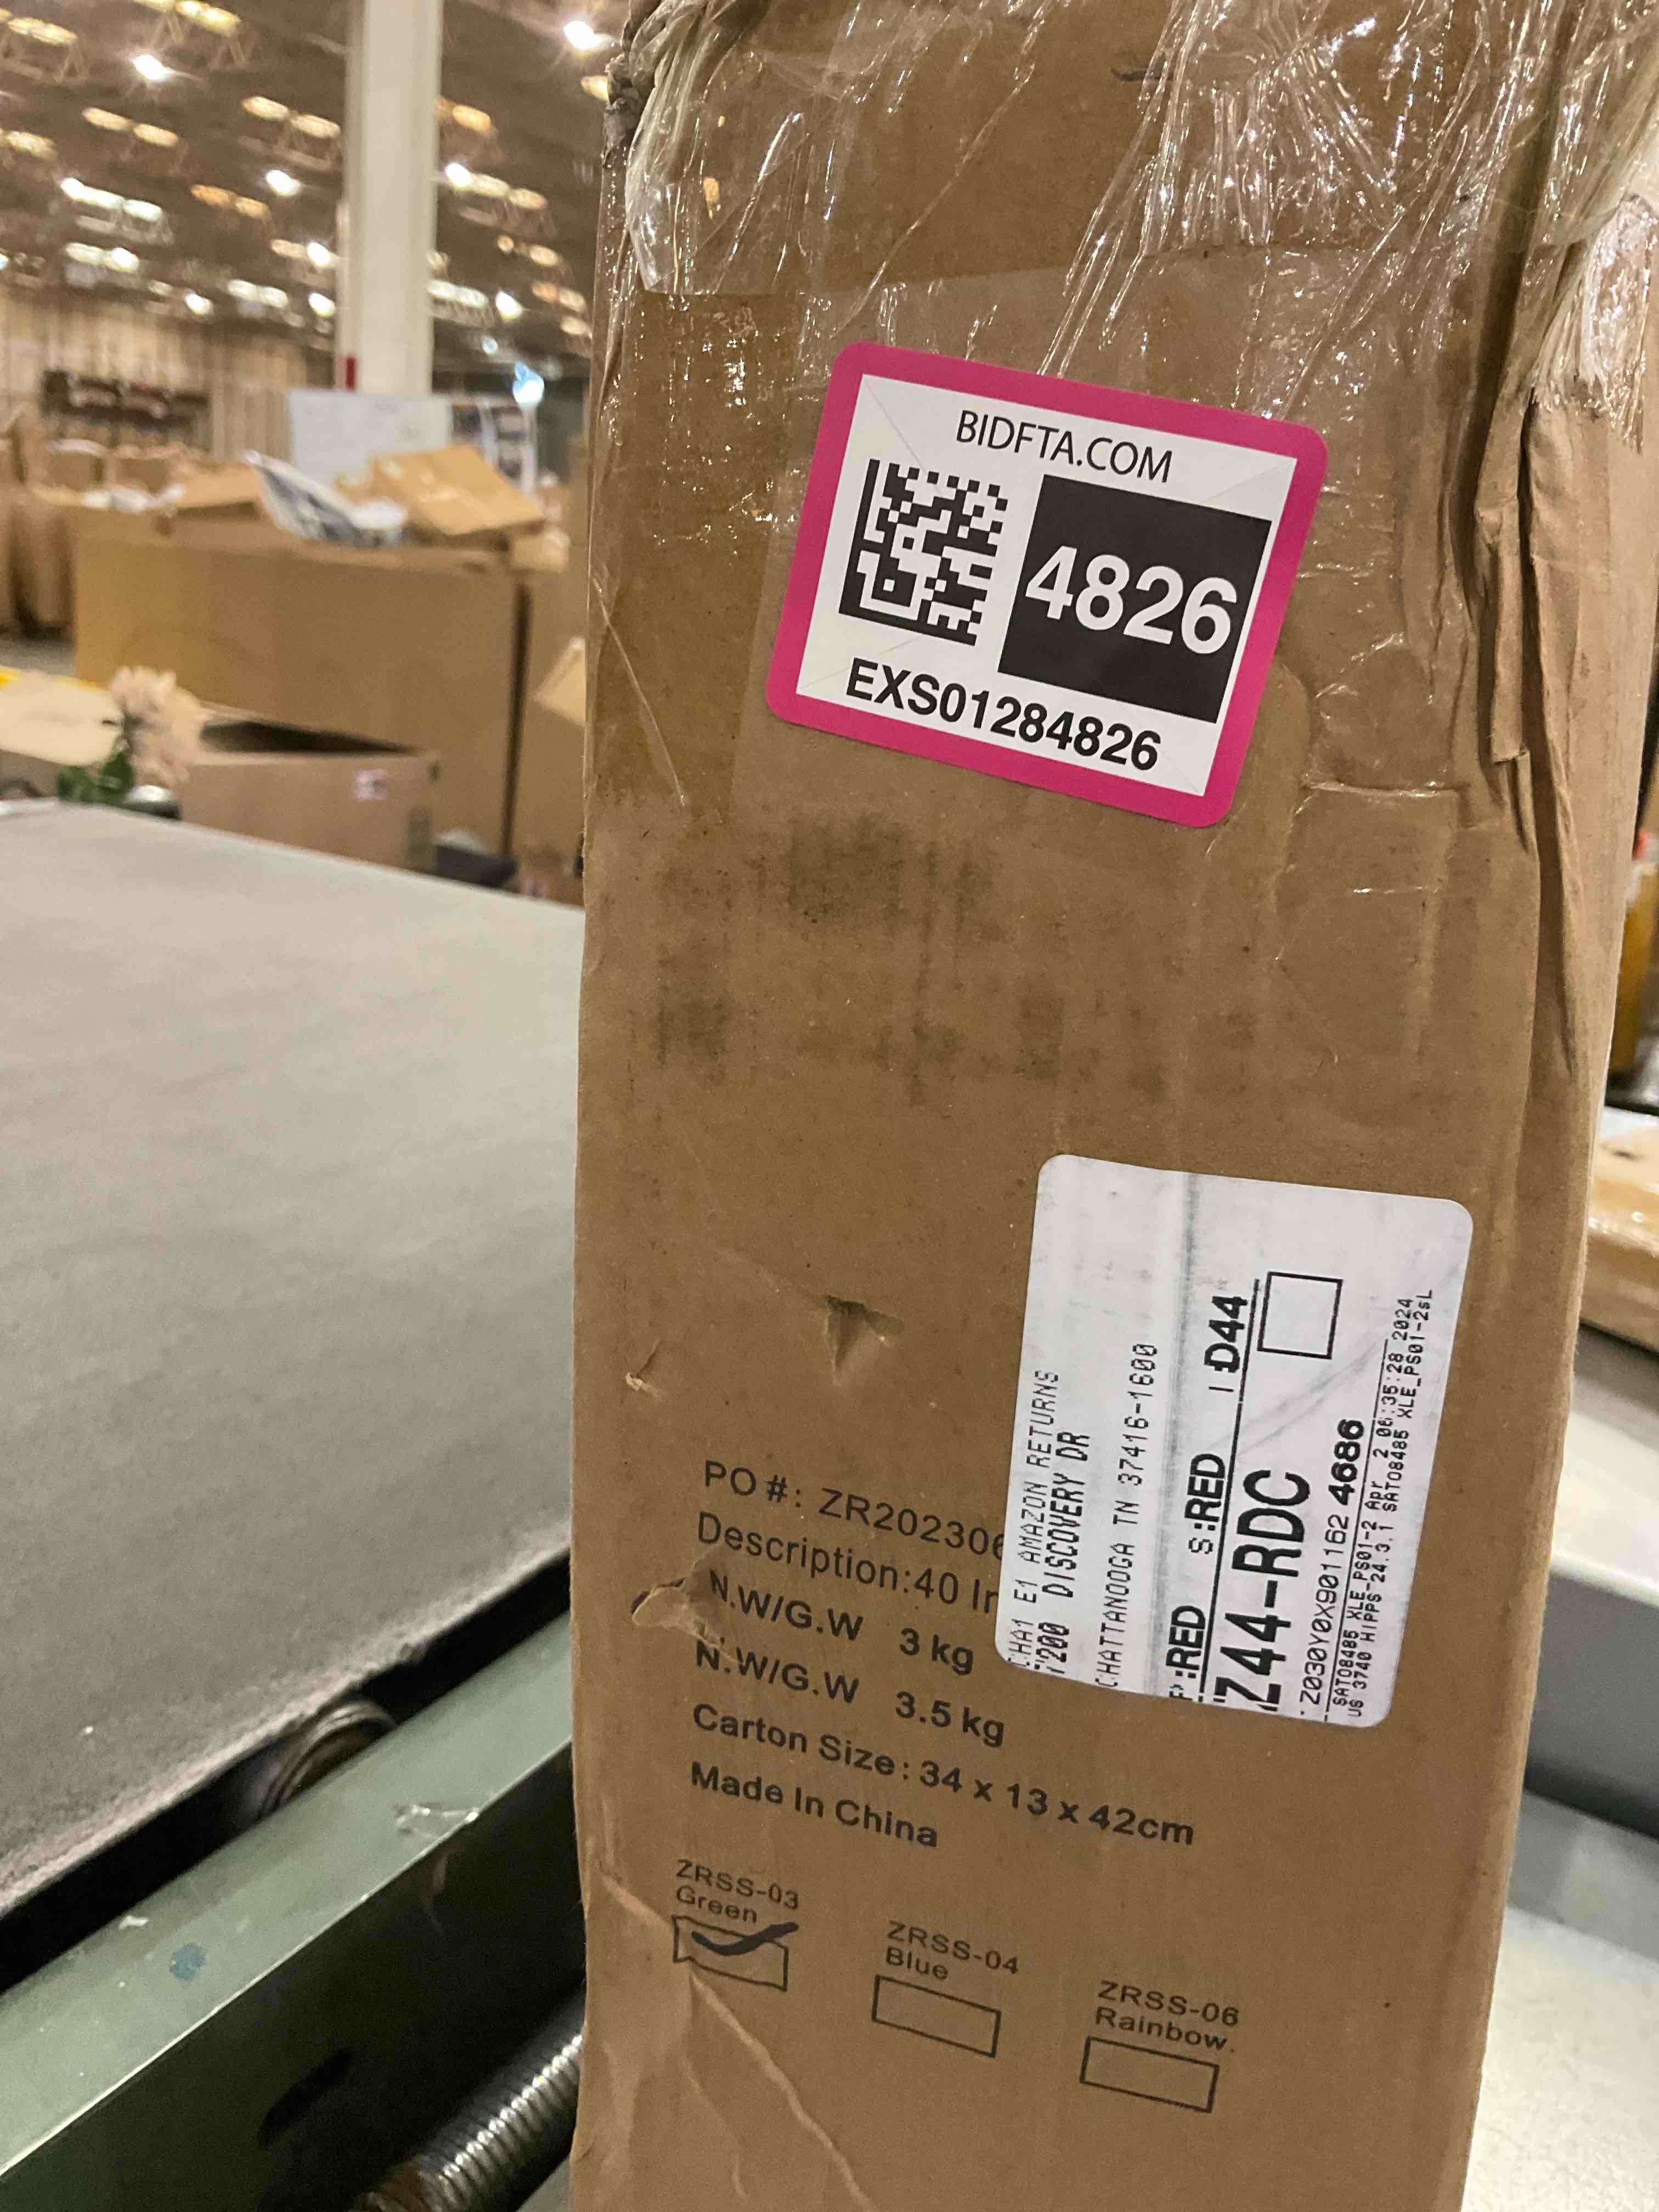 BIDFTA.COM
4826
EXS01284826
CHA1 E1 AMAZON RETURNS
7200 DISCOVERY DR
CHATTANOOGA TN 37416-1600
P:RED S:RED I:D44
Z44-RDC
Z030Y0X901162 4686
SAT08485 XLE_PS01-2 Apr. 2 06:35:28 2024
US 3740 HIPPS-24.3.1 SAT08485 XLE_PS01-2sL
PO #: ZR202306
Description:40 In
N.W/G.W 3 kg
N.W/G.W 3.5 kg
Carton Size: 34 x 13 x 42cm
Made In China
ZRSS-03
Green
ZRSS-04
Blue
ZRSS-06
Rainbow.